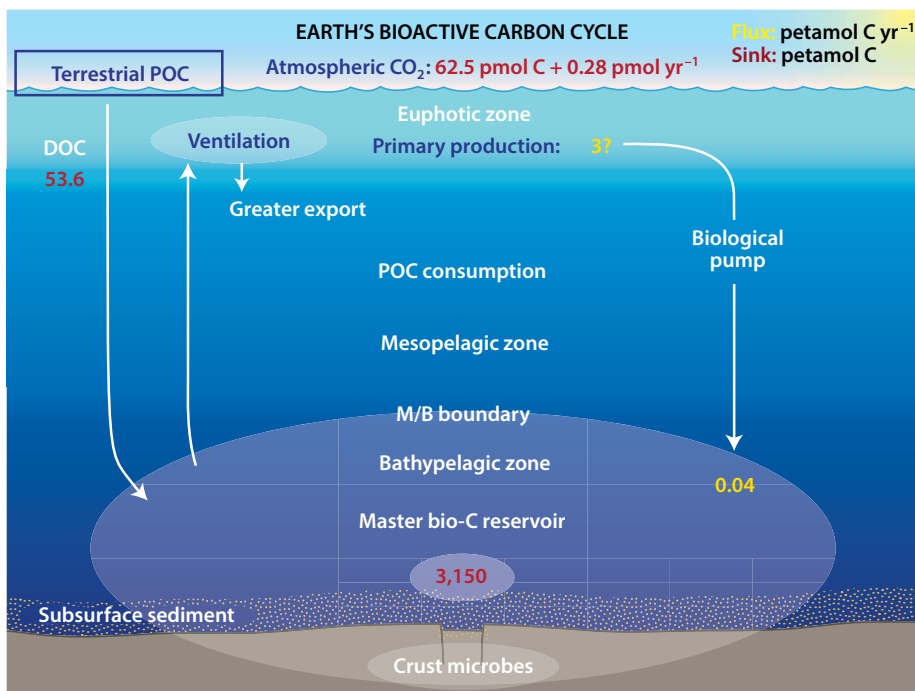 EARTH'S BIOACTIVE CARBON CYCLE
Flux: petamol C yr⁻¹
Sink: petamol C
Terrestrial POC
Atmospheric CO₂: 62.5 pmol C + 0.28 pmol yr⁻¹
Euphotic zone
Ventilation
Primary production: 3?
DOC
53.6
Greater export
Biological
pump
POC consumption
Mesopelagic zone
M/B boundary
Bathypelagic zone
0.04
Master bio-C reservoir
3,150
Subsurface sediment
Crust microbes